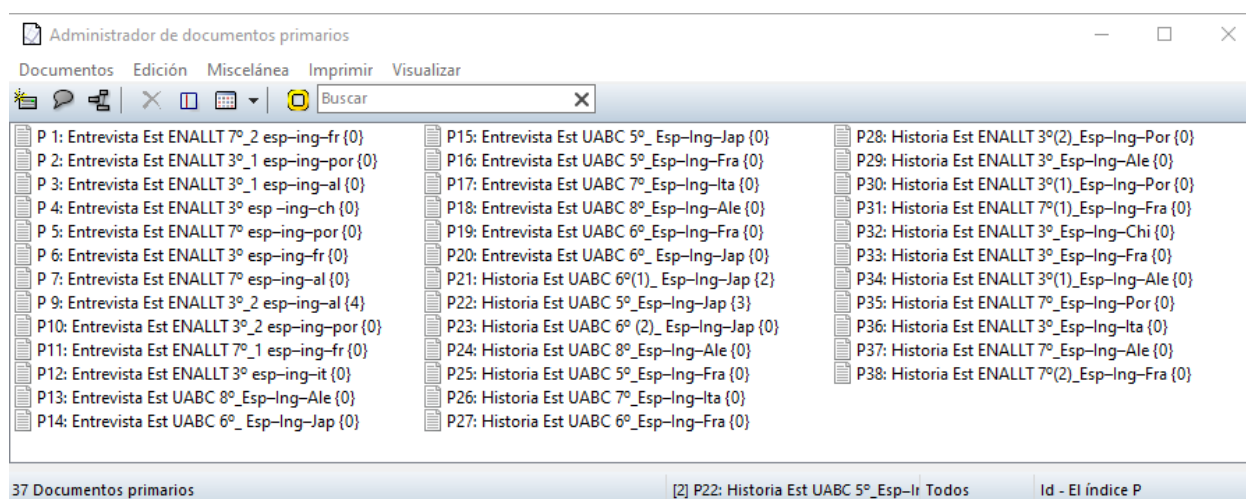 Administrador de documentos primarios
Documentos Edición Miscelánea Imprimir Visualizar
Buscar
P 1: Entrevista Est ENALLT 7º_2 esp–ing–fr {0}
P 2: Entrevista Est ENALLT 3º_1 esp–ing–por {0}
P 3: Entrevista Est ENALLT 3º_1 esp–ing–al {0}
P 4: Entrevista Est ENALLT 3º esp –ing–ch {0}
P 5: Entrevista Est ENALLT 7º esp–ing–por {0}
P 6: Entrevista Est ENALLT 3º esp–ing–fr {0}
P 7: Entrevista Est ENALLT 7º esp–ing–al {0}
P 9: Entrevista Est ENALLT 3º_2 esp–ing–al {4}
P10: Entrevista Est ENALLT 3º_2 esp–ing–por {0}
P11: Entrevista Est ENALLT 7º_1 esp–ing–fr {0}
P12: Entrevista Est ENALLT 3º esp–ing–it {0}
P13: Entrevista Est UABC 8º_Esp–Ing–Ale {0}
P14: Entrevista Est UABC 6º_ Esp–Ing–Jap {0}
P15: Entrevista Est UABC 5º_ Esp–Ing–Jap {0}
P16: Entrevista Est UABC 5º_Esp–Ing–Fra {0}
P17: Entrevista Est UABC 7º_Esp–Ing–Ita {0}
P18: Entrevista Est UABC 8º_Esp–Ing–Ale {0}
P19: Entrevista Est UABC 6º_Esp–Ing–Fra {0}
P20: Entrevista Est UABC 6º_ Esp–Ing–Jap {0}
P21: Historia Est UABC 6º(1)_ Esp–Ing–Jap {2}
P22: Historia Est UABC 5º_Esp–Ing–Jap {3}
P23: Historia Est UABC 6º (2)_ Esp–Ing–Jap {0}
P24: Historia Est UABC 8º_Esp–Ing–Ale {0}
P25: Historia Est UABC 5º_Esp–Ing–Fra {0}
P26: Historia Est UABC 7º_Esp–Ing–Ita {0}
P27: Historia Est UABC 6º_Esp–Ing–Fra {0}
P28: Historia Est ENALLT 3º(2)_Esp–Ing–Por {0}
P29: Historia Est ENALLT 3º_Esp–Ing–Ale {0}
P30: Historia Est ENALLT 3º(1)_Esp–Ing–Por {0}
P31: Historia Est ENALLT 7º(1)_Esp–Ing–Fra {0}
P32: Historia Est ENALLT 3º_Esp–Ing–Chi {0}
P33: Historia Est ENALLT 3º_Esp–Ing–Fra {0}
P34: Historia Est ENALLT 3º(1)_Esp–Ing–Ale {0}
P35: Historia Est ENALLT 7º_Esp–Ing–Por {0}
P36: Historia Est ENALLT 3º_Esp–Ing–Ita {0}
P37: Historia Est ENALLT 7º_Esp–Ing–Ale {0}
P38: Historia Est ENALLT 7º(2)_Esp–Ing–Fra {0}
37 Documentos primarios [2] P22: Historia Est UABC 5º_Esp–Ir Todos Id - El índice P